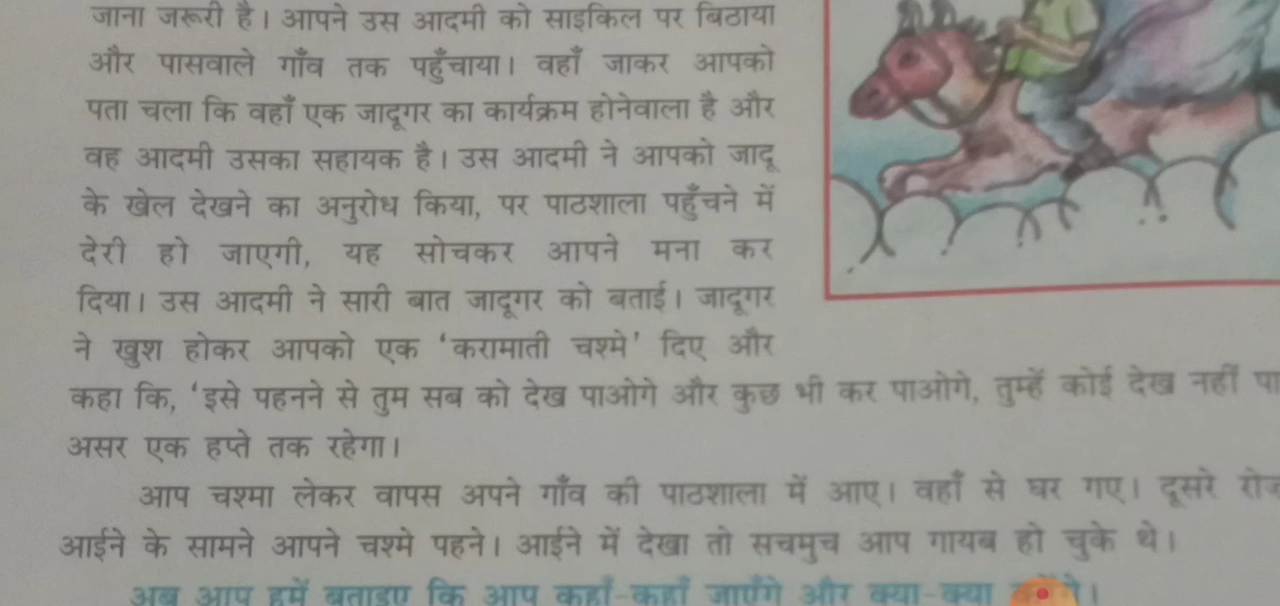 जाना जरूरी है। आपने उस आदमी को साइकिल पर बिठाया
और पासवाले गाँव तक पहुँचाया। वहाँ जाकर आपको
पता चला कि वहाँ एक जादूगर का कार्यक्रम होनेवाला है और
वह आदमी उसका सहायक है। उस आदमी ने आपको जादू
के खेल देखने का अनुरोध किया, पर पाठशाला पहुँचने में
देरी हो जाएगी, यह सोचकर आपने मना कर
दिया। उस आदमी ने सारी बात जादूगर को बताई। जादूगर
ने खुश होकर आपको एक ‘करामाती चश्मे’ दिए और
कहा कि, ‘इसे पहनने से तुम सब को देख पाओगे और कुछ भी कर पाओगे, तुम्हें कोई देख नहीं
असर एक हप्ते तक रहेगा।
आप चश्मा लेकर वापस अपने गाँव की पाठशाला में आए। वहाँ से घर गए। दूसरे
आईने के सामने आपने चश्मे पहने। आईने में देखा तो सचमुच आप गायब हो चुके थे।
अब आप हमें बताइए कि आप कहाँ-कहाँ जाएँगे और क्या-क्या